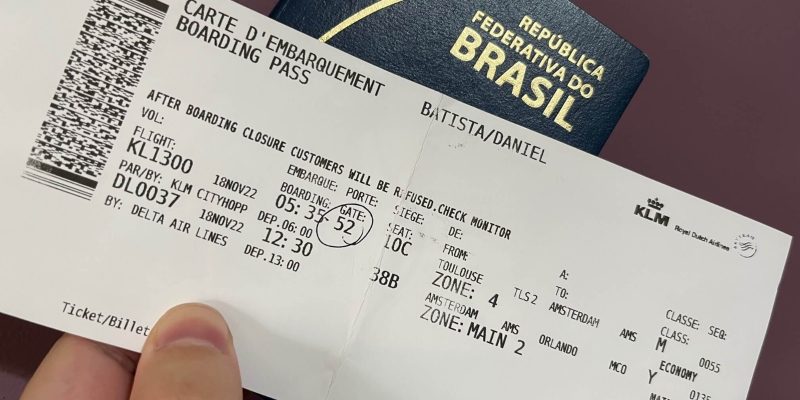 REPÚBLICA
FEDERATIVA DO
BRASIL
CARTE D'EMBARQUEMENT
BOARDING PASS
BATISTA/DANIEL
KLM Royal Dutch Airlines
AFTER BOARDING CLOSURE CUSTOMERS WILL BE REFUSED.CHECK MONITOR
VOL: EMBARQUE: PORTE: SIEGE: DE: A: CLASSE: SEQ:
FLIGHT: BOARDING: GATE: SEAT: FROM: TO: CLASS:
KL1300 18NOV22 05:35 52 10C TOULOUSE TLS2 AMSTERDAM AMS M 0055
PAR/BY: KLM CITYHOPP DEP.06:00 ZONE: 4 ECONOMY
DL0037 18NOV22 12:30 38B AMSTERDAM AMS ORLANDO MCO Y 0135
BY: DELTA AIR LINES DEP.13:00 ZONE: MAIN 2
Ticket/Billet